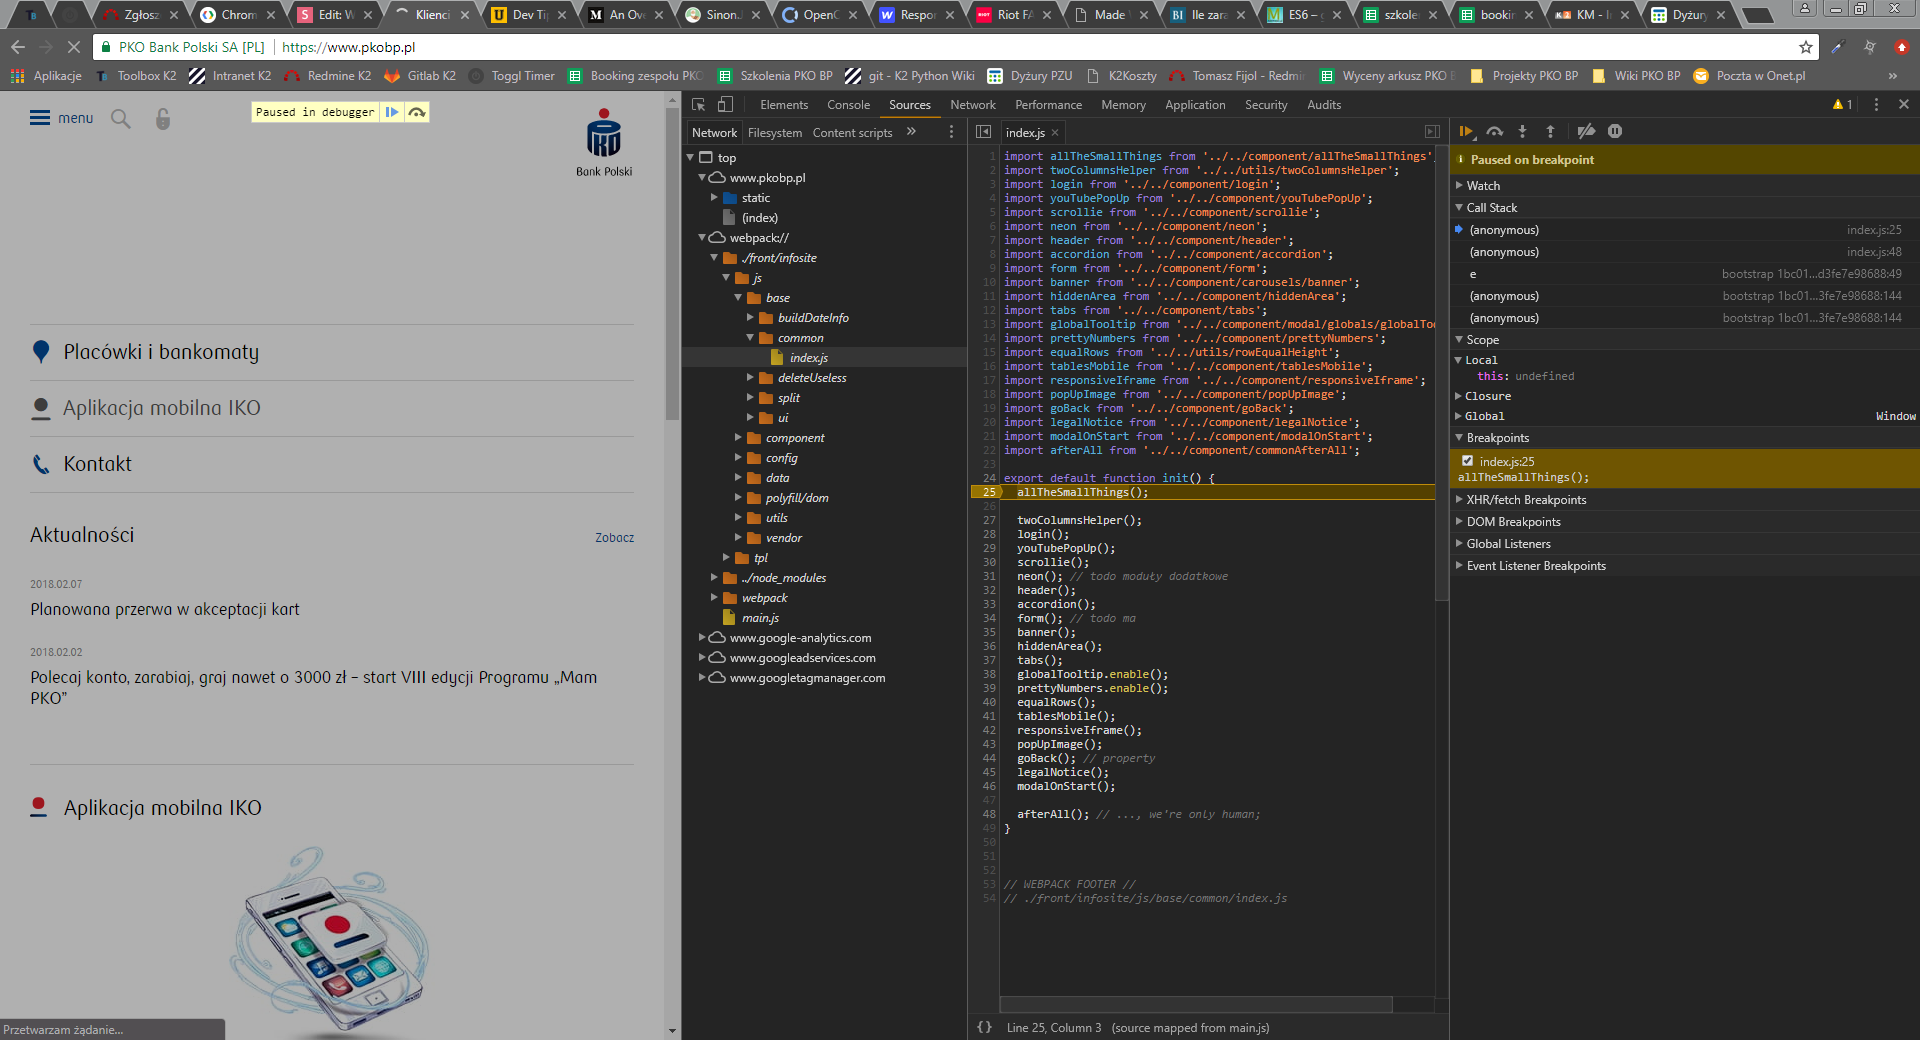 Zgłosz
Chrom
Edit: W
Klienci
Dev Tip
An Ove
Sinon.J
OpenC
Respor
Riot FA
Made
Ile zara
ES6 – g
szkole
bookin
KM - I
Dyżury
PKO Bank Polski SA [PL] https://www.pkobp.pl
Aplikacje Toolbox K2 Intranet K2 Redmine K2 Gitlab K2 Toggl Timer Booking zespołu PKO Szkolenia PKO BP git - K2 Python Wiki Dyżury PZU K2Koszty Tomasz Fijol - Redmin Wyceny arkusz PKO B Projekty PKO BP Wiki PKO BP Poczta w Onet.pl »
menu
Paused in debugger
Bank Polski
Placówki i bankomaty
Aplikacja mobilna IKO
Kontakt
Aktualności Zobacz
2018.02.07
Planowana przerwa w akceptacji kart
2018.02.02
Polecaj konto, zarabiaj, graj nawet o 3000 zł – start VIII edycji Programu „Mam
PKO”
Aplikacja mobilna IKO
Przetwarzam żądanie...
Elements Console Sources Network Performance Memory Application Security Audits 1
Network Filesystem Content scripts »
top
www.pkobp.pl
static
(index)
webpack://
./front/infosite
js
base
buildDateInfo
common
index.js
deleteUseless
split
ui
component
config
data
polyfill/dom
utils
vendor
tpl
../node_modules
webpack
main.js
www.google-analytics.com
www.googleadservices.com
www.googletagmanager.com
index.js ×
1 import allTheSmallThings from '../../component/allTheSmallThings'
2 import twoColumnsHelper from '../../utils/twoColumnsHelper';
3 import login from '../../component/login';
4 import youTubePopUp from '../../component/youTubePopUp';
5 import scrollie from '../../component/scrollie';
6 import neon from '../../component/neon';
7 import header from '../../component/header';
8 import accordion from '../../component/accordion';
9 import form from '../../component/form';
10 import banner from '../../component/carousels/banner';
11 import hiddenArea from '../../component/hiddenArea';
12 import tabs from '../../component/tabs';
13 import globalTooltip from '../../component/modal/globals/globalToo
14 import prettyNumbers from '../../component/prettyNumbers';
15 import equalRows from '../../utils/rowEqualHeight';
16 import tablesMobile from '../../component/tablesMobile';
17 import responsiveIframe from '../../component/responsiveIframe';
18 import popUpImage from '../../component/popUpImage';
19 import goBack from '../../component/goBack';
20 import legalNotice from '../../component/legalNotice';
21 import modalOnStart from '../../component/modalOnStart';
22 import afterAll from '../../component/commonAfterAll';
23
24 export default function init() {
25 allTheSmallThings();
26
27 twoColumnsHelper();
28 login();
29 youTubePopUp();
30 scrollie();
31 neon(); // todo moduły dodatkowe
32 header();
33 accordion();
34 form(); // todo ma
35 banner();
36 hiddenArea();
37 tabs();
38 globalTooltip.enable();
39 prettyNumbers.enable();
40 equalRows();
41 tablesMobile();
42 responsiveIframe();
43 popUpImage();
44 goBack(); // property
45 legalNotice();
46 modalOnStart();
47
48 afterAll(); // ..., we're only human;
49 }
50
51
52
53 // WEBPACK FOOTER //
54 // ./front/infosite/js/base/common/index.js
{} Line 25, Column 3 (source mapped from main.js)
Paused on breakpoint
Watch
Call Stack
(anonymous) index.js:25
(anonymous) index.js:48
e bootstrap 1bc01...d3fe7e98688:49
(anonymous) bootstrap 1bc01...3fe7e98688:144
(anonymous) bootstrap 1bc01...3fe7e98688:144
Scope
Local
this: undefined
Closure
Global Window
Breakpoints
index.js:25
allTheSmallThings();
XHR/fetch Breakpoints
DOM Breakpoints
Global Listeners
Event Listener Breakpoints